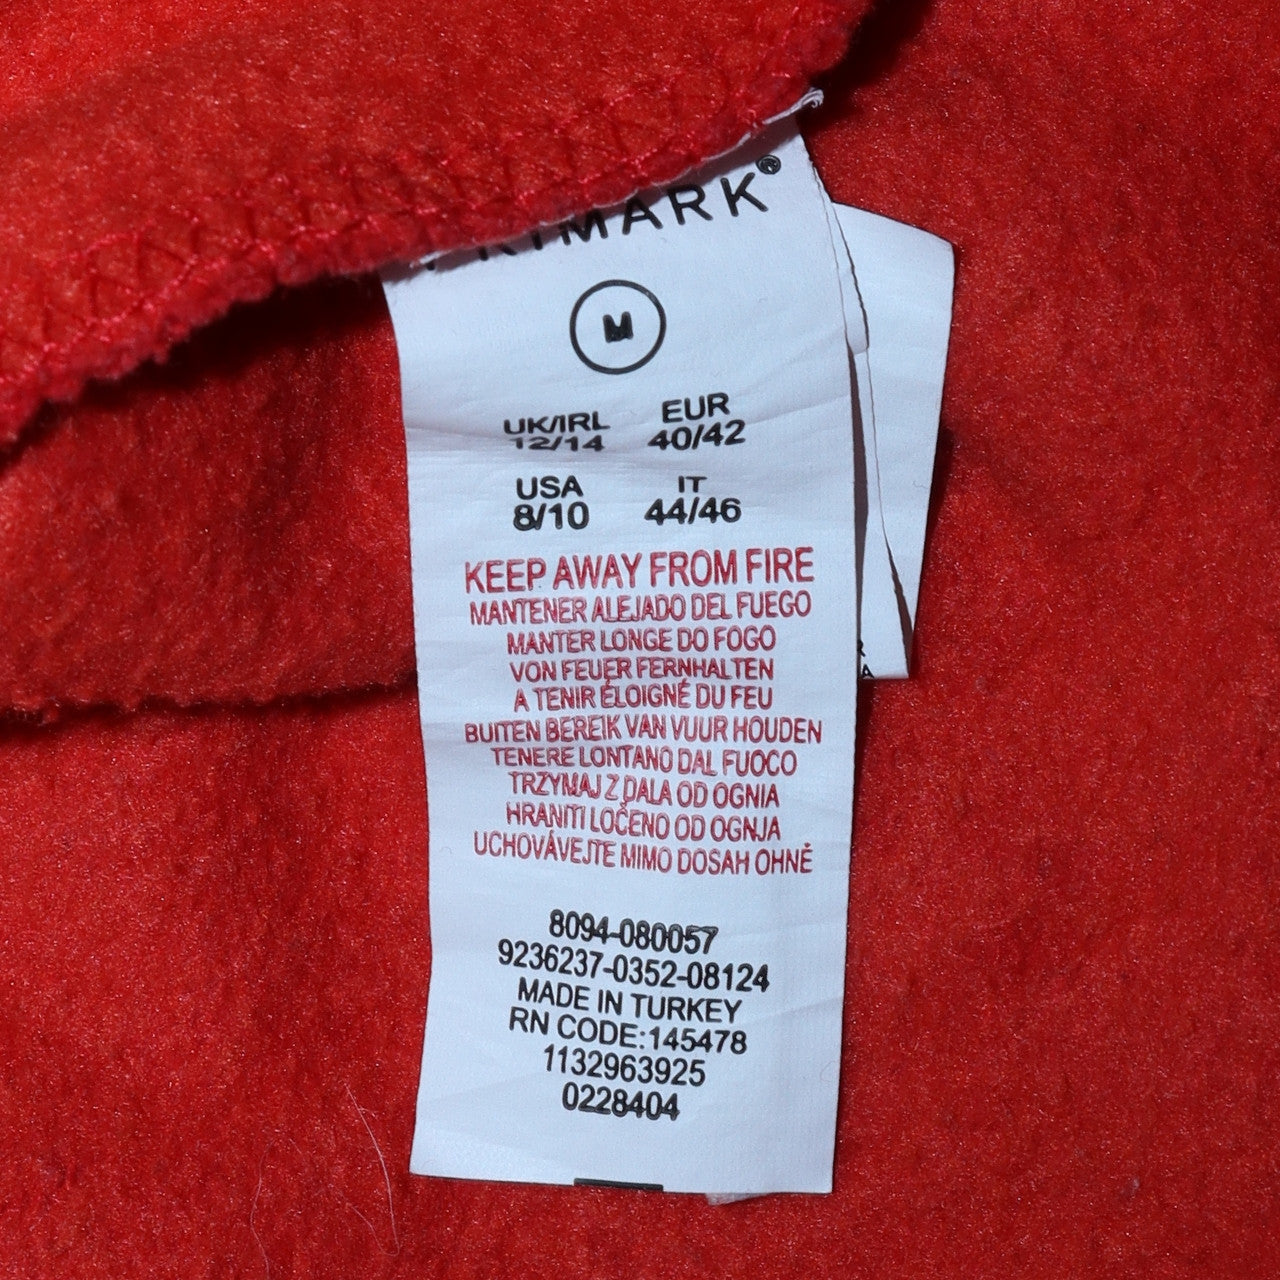 PRIMARK®
M
UK/IRL EUR
12/14 40/42
USA IT
8/10 44/46
KEEP AWAY FROM FIRE
MANTENER ALEJADO DEL FUEGO
MANTER LONGE DO FOGO
VON FEUER FERNHALTEN
A TENIR ÉLOIGNÉ DU FEU
BUITEN BEREIK VAN VUUR HOUDEN
TENERE LONTANO DAL FUOCO
TRZYMAJ Z DALA OD OGNIA
HRANITI LOČENO OD OGNJA
UCHOVÁVEJTE MIMO DOSAH OHNĚ
8094-080057
9236237-0352-08124
MADE IN TURKEY
RN CODE:145478
1132963925
0228404